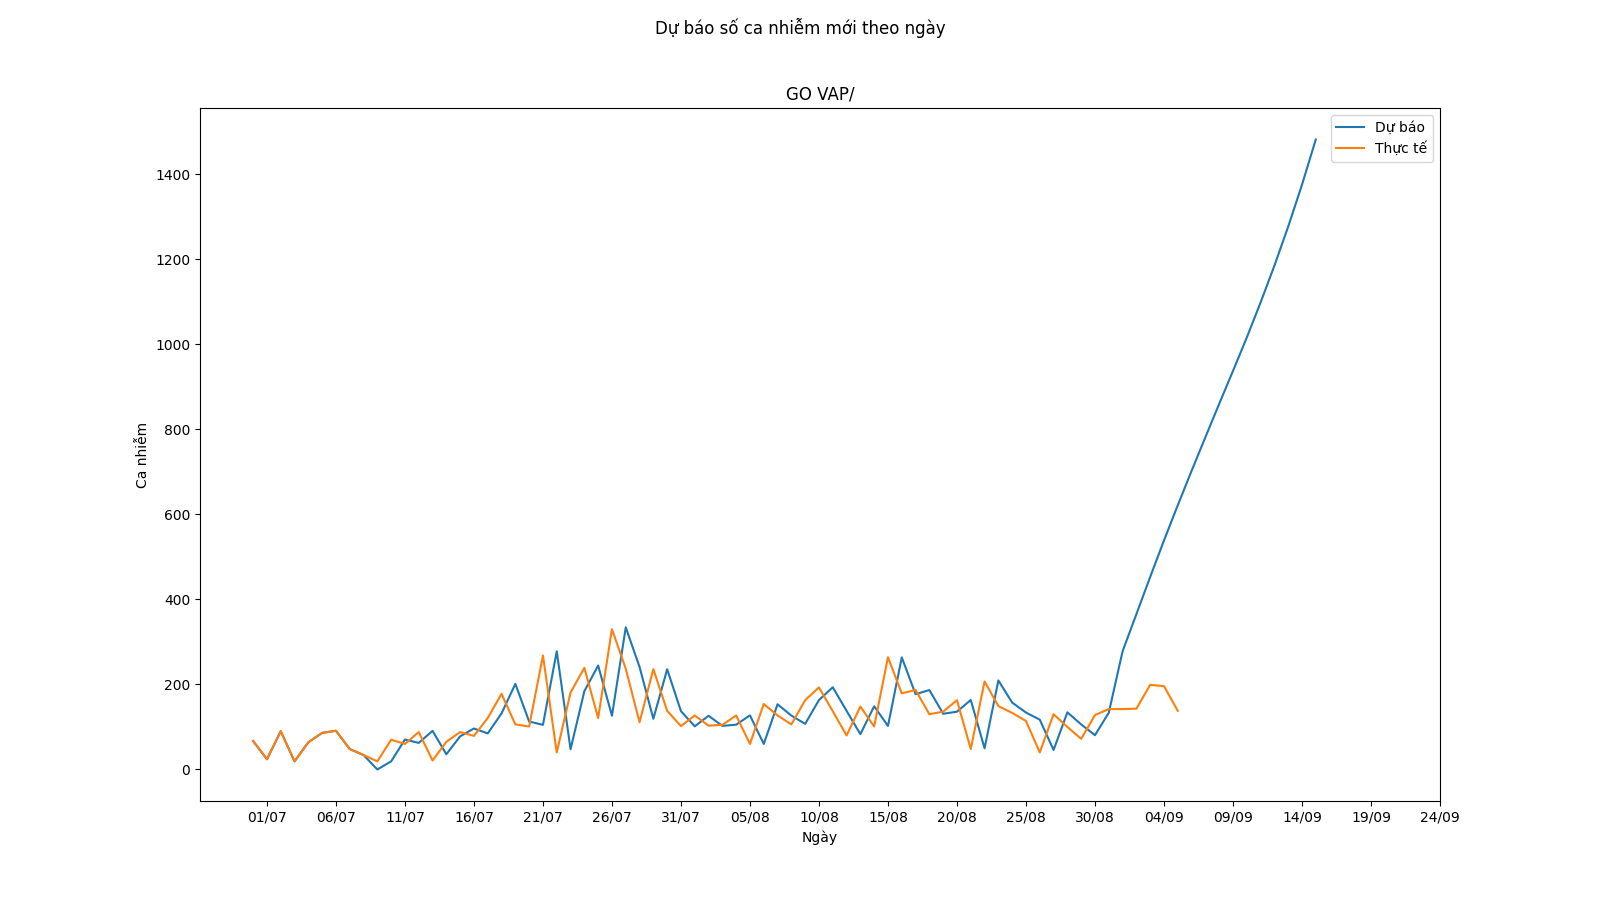 Dự báo số ca nhiễm mới theo ngày
GO VAP/
Dự báo
Thực tế
1400
1200
1000
800
600
400
200
0
Ca nhiễm
01/07 06/07 11/07 16/07 21/07 26/07 31/07 05/08 10/08 15/08 20/08 25/08 30/08 04/09 09/09 14/09 19/09 24/09
Ngày